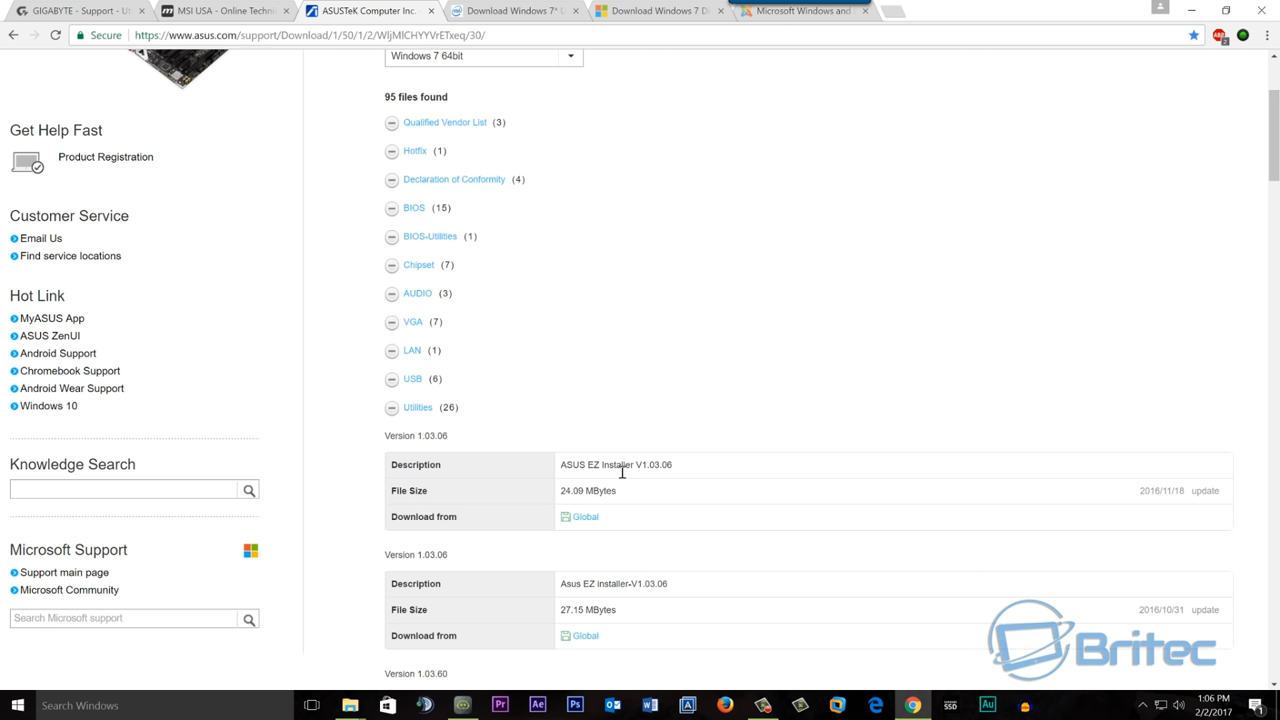 GIGABYTE - Support - Ut
MSI USA - Online Techni
ASUSTeK Computer Inc.
Download Windows 7* U
Download Windows 7 Di
Microsoft Windows and
Secure
https://www.asus.com/support/Download/1/50/1/2/WljMlCHYYVrETxeq/30/
Windows 7 64bit
95 files found
Qualified Vendor List (3)
Hotfix (1)
Declaration of Conformity (4)
BIOS (15)
BIOS-Utilities (1)
Chipset (7)
AUDIO (3)
VGA (7)
LAN (1)
USB (6)
Utilities (26)
Get Help Fast
Product Registration
Customer Service
Email Us
Find service locations
Hot Link
MyASUS App
ASUS ZenUI
Android Support
Chromebook Support
Android Wear Support
Windows 10
Knowledge Search
Microsoft Support
Support main page
Microsoft Community
Search Microsoft support
Version 1.03.06
Description ASUS EZ Installer V1.03.06
File Size 24.09 MBytes 2016/11/18 update
Download from Global
Version 1.03.06
Description Asus EZ installer-V1.03.06
File Size 27.15 MBytes 2016/10/31 update
Download from Global
Version 1.03.60
Britec
Search Windows
Pr
Ae
Ps
SSD
Au
1:06 PM
2/2/2017